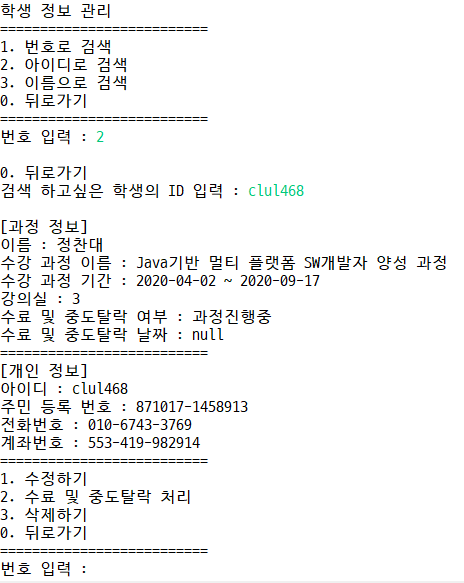 학생 정보 관리
==========================
1. 번호로 검색
2. 아이디로 검색
3. 이름으로 검색
0. 뒤로가기
==========================
번호 입력 : 2
0. 뒤로가기
검색 하고싶은 학생의 ID 입력 : clul468
[과정 정보]
이름 : 정찬대
수강 과정 이름 : Java기반 멀티 플랫폼 SW개발자 양성 과정
수강 과정 기간 : 2020-04-02 ~ 2020-09-17
강의실 : 3
수료 및 중도탈락 여부 : 과정진행중
수료 및 중도탈락 날짜 : null
==========================
[개인 정보]
아이디 : clul468
주민 등록 번호 : 871017-1458913
전화번호 : 010-6743-3769
계좌번호 : 553-419-982914
==========================
1. 수정하기
2. 수료 및 중도탈락 처리
3. 삭제하기
0. 뒤로가기
==========================
번호 입력 :